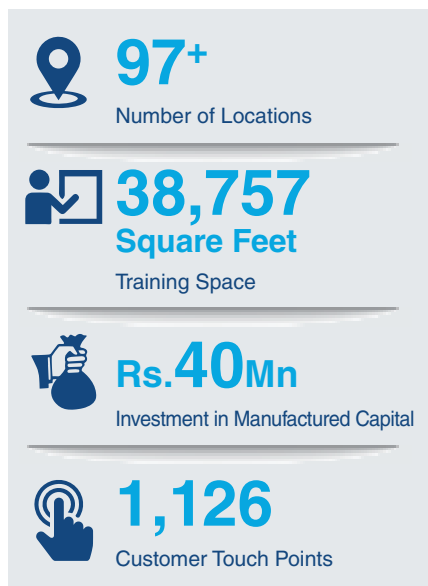 97+
Number of Locations
38,757
Square Feet
Training Space
Rs.40Mn
Investment in Manufactured Capital
1,126
Customer Touch Points